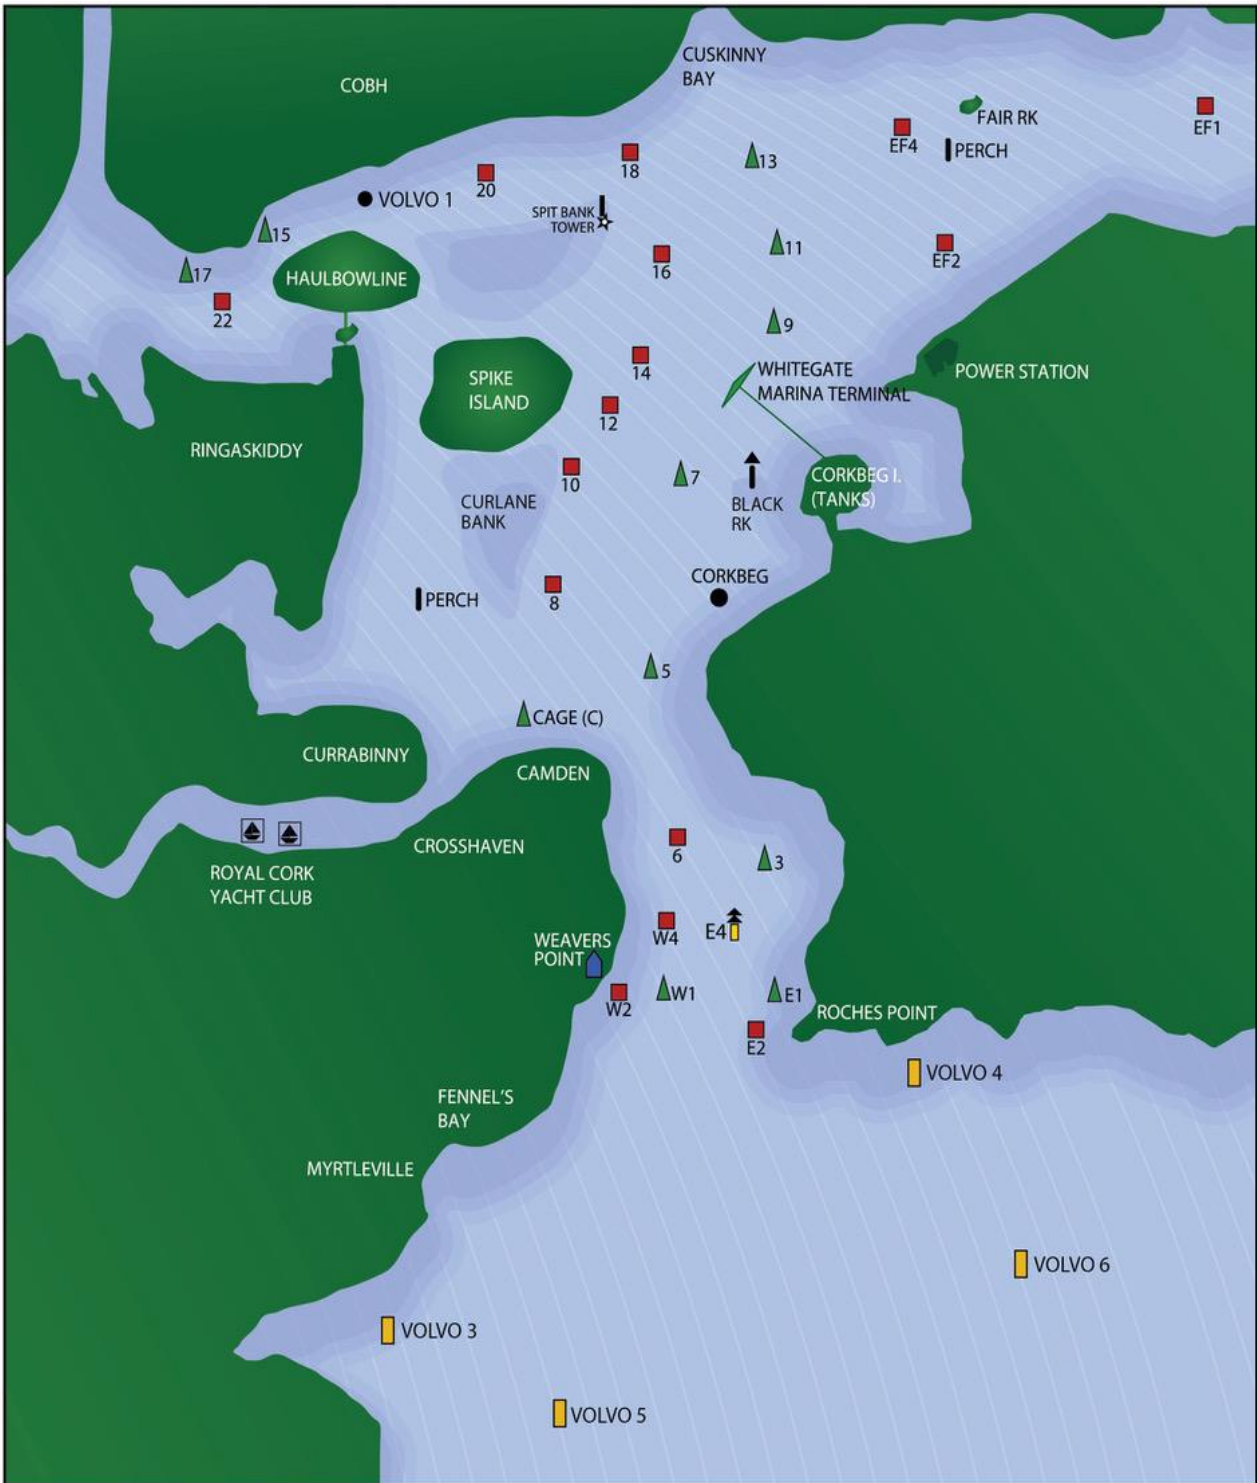 CUSKINNY
BAY
COBH
FAIR RK
EF1
EF4
PERCH
18
13
20
VOLVO 1
SPIT BANK
TOWER
15
11
EF2
16
17
HAULBOWLINE
22
9
14
WHITEGATE
MARINA TERMINAL
POWER STATION
SPIKE
ISLAND
12
RINGASKIDDY
10
7
CORKBEG I.
(TANKS)
CURLANE
BANK
BLACK
RK
CORKBEG
PERCH
8
5
CAGE (C)
CURRABINNY
CAMDEN
CROSSHAVEN
6
3
ROYAL CORK
YACHT CLUB
WEAVERS
POINT
W4
E4
W2
W1
E1
ROCHES POINT
E2
VOLVO 4
FENNEL'S
BAY
MYRTLEVILLE
VOLVO 6
VOLVO 3
VOLVO 5